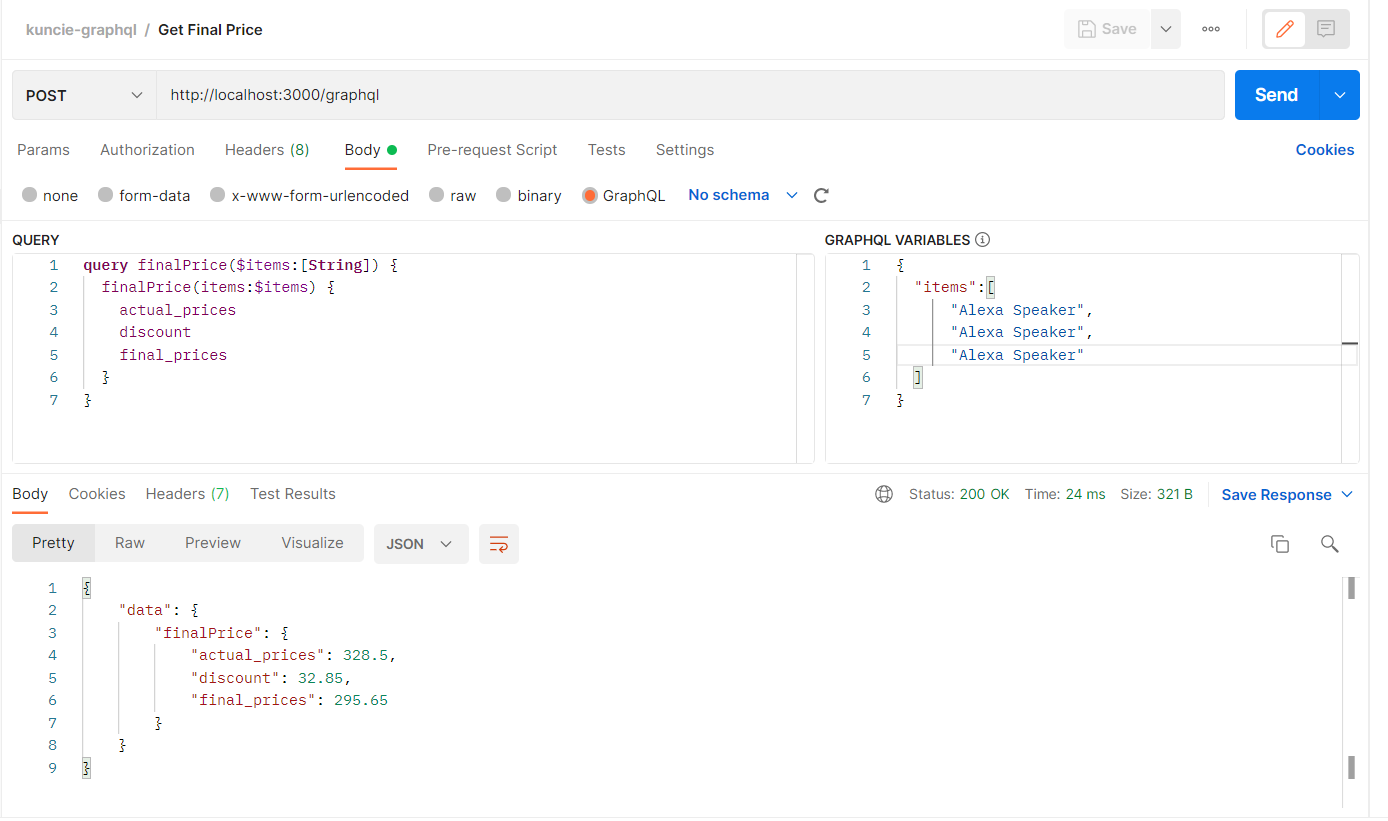 kuncie-graphql / Get Final Price Save
POST http://localhost:3000/graphql Send
Params Authorization Headers (8) Body Pre-request Script Tests Settings Cookies
none form-data x-www-form-urlencoded raw binary GraphQL No schema
QUERY
1 query finalPrice($items:[String]) {
2 finalPrice(items:$items) {
3 actual_prices
4 discount
5 final_prices
6 }
7 }
GRAPHQL VARIABLES
1 {
2 "items":[
3 "Alexa Speaker",
4 "Alexa Speaker",
5 "Alexa Speaker"
6 ]
7 }
Body Cookies Headers (7) Test Results Status: 200 OK Time: 24 ms Size: 321 B Save Response
Pretty Raw Preview Visualize JSON
1 {
2 "data": {
3 "finalPrice": {
4 "actual_prices": 328.5,
5 "discount": 32.85,
6 "final_prices": 295.65
7 }
8 }
9 }